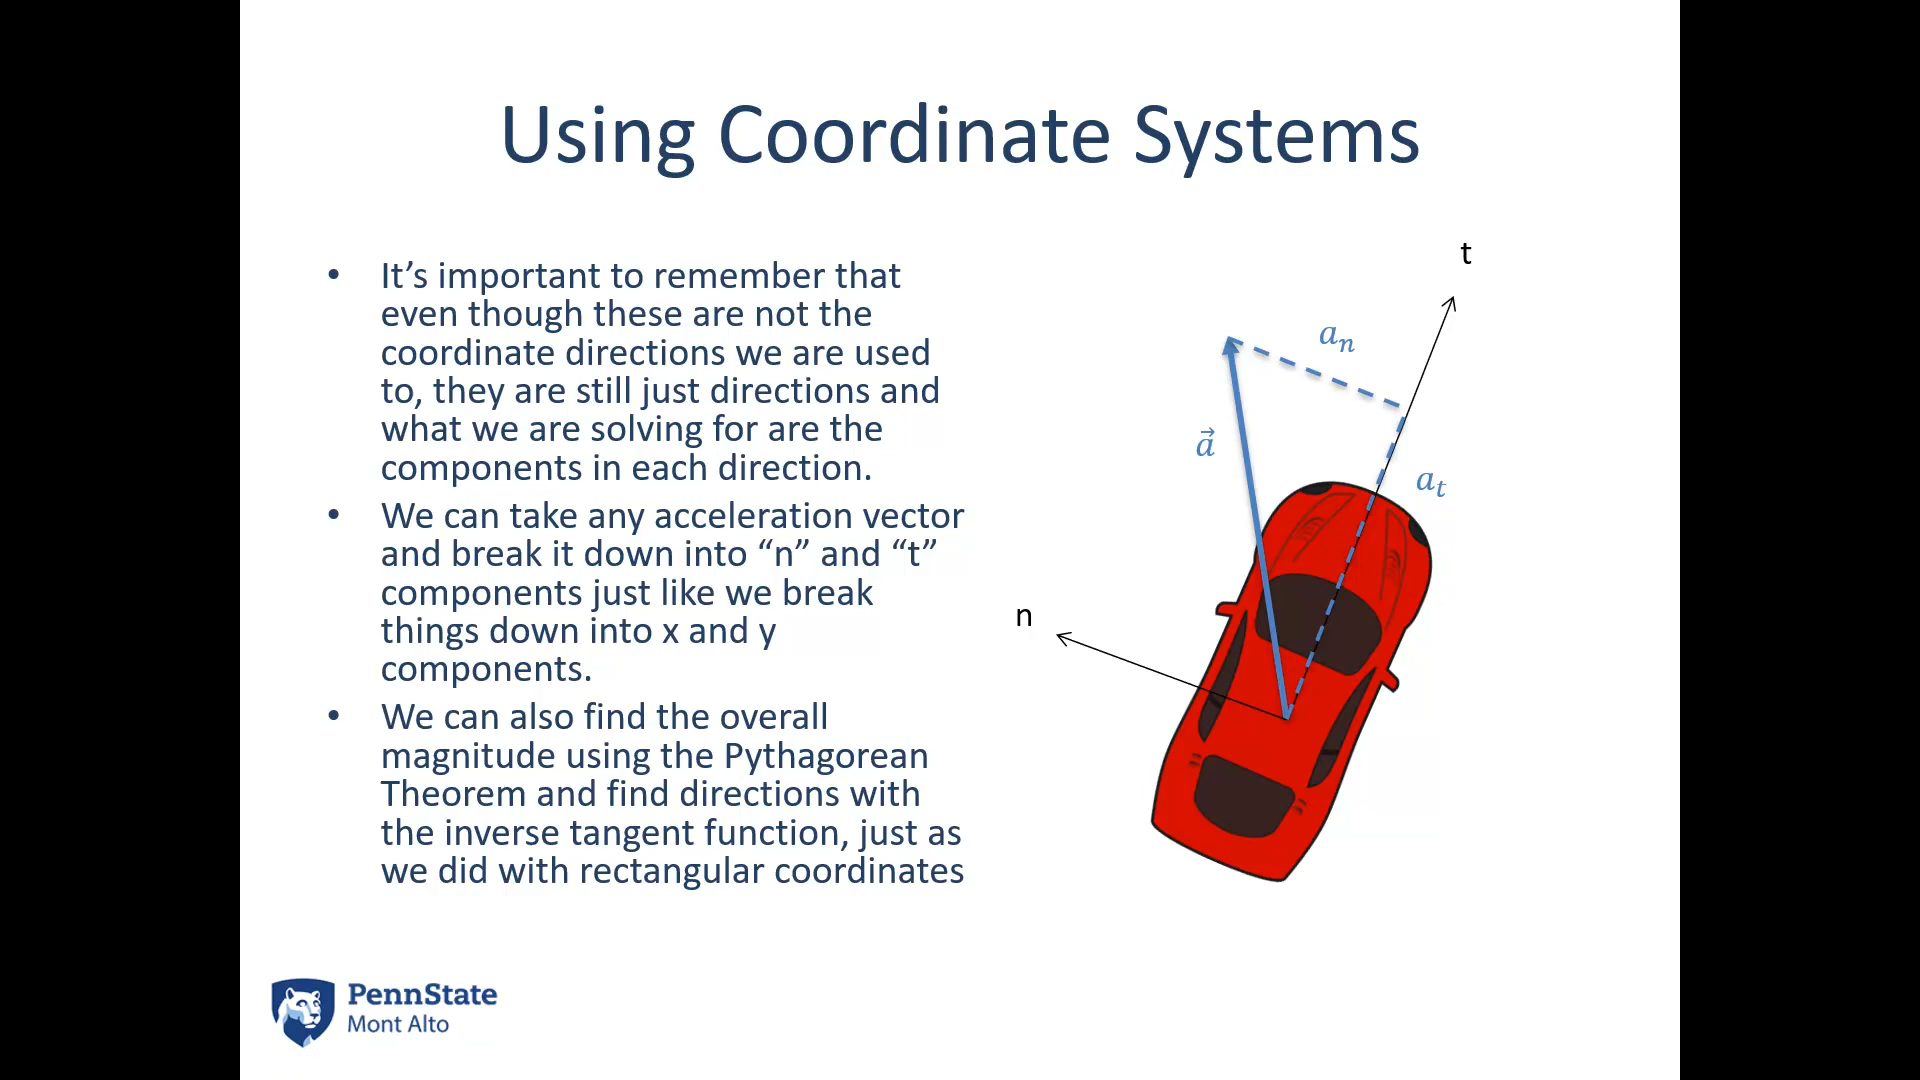 Using Coordinate Systems
• It’s important to remember that
even though these are not the
coordinate directions we are used
to, they are still just directions and
what we are solving for are the
components in each direction.
• We can take any acceleration vector
and break it down into “n” and “t”
components just like we break
things down into x and y
components.
• We can also find the overall
magnitude using the Pythagorean
Theorem and find directions with
the inverse tangent function, just as
we did with rectangular coordinates
t
aₙ
a⃗
aₜ
n
PennState
Mont Alto